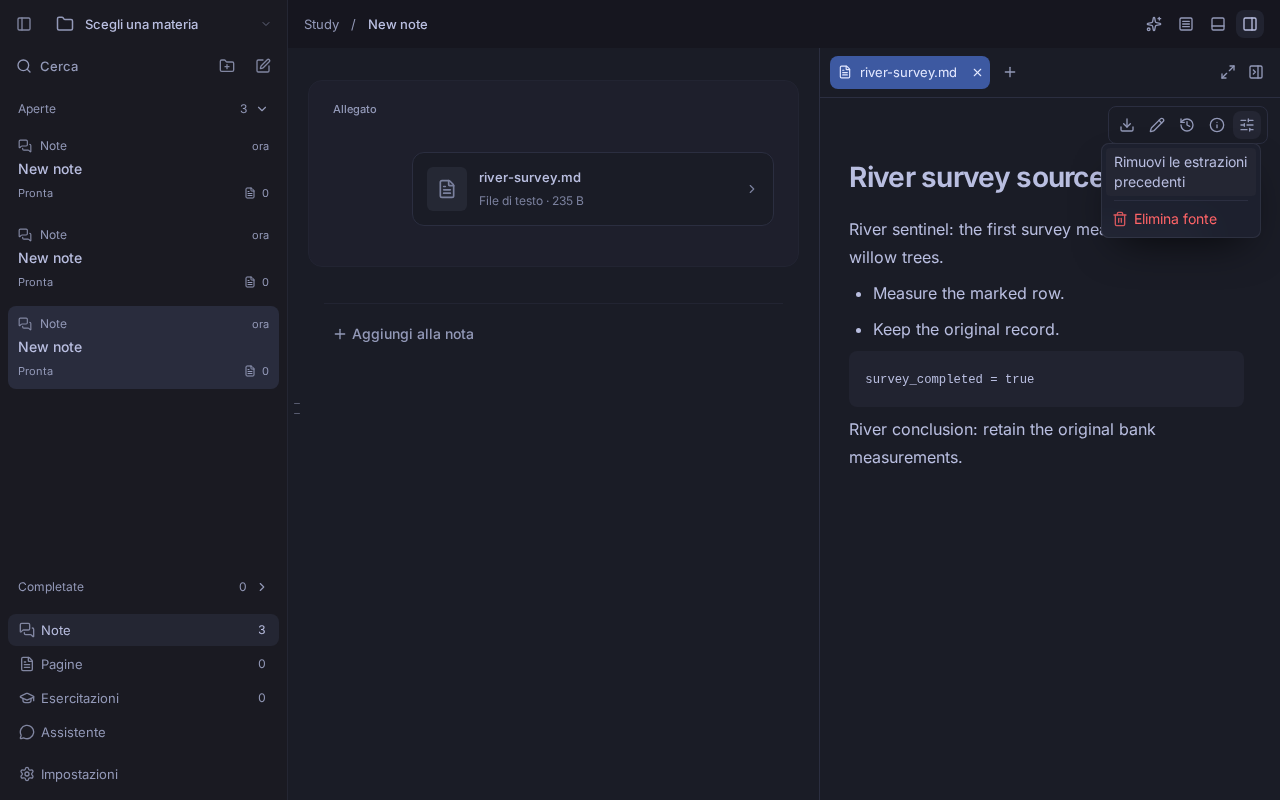 Scegli una materia
Cerca
Aperte 3
Note ora
New note
Pronta 0
Note ora
New note
Pronta 0
Note ora
New note
Pronta 0
Completate 0
Note 3
Pagine 0
Esercitazioni 0
Assistente
Impostazioni
Study / New note
Allegato
river-survey.md
File di testo · 235 B
Aggiungi alla nota
river-survey.md
Rimuovi le estrazioni
precedenti
Elimina fonte
River survey source
River sentinel: the first survey
willow trees.
• Measure the marked row.
• Keep the original record.
survey_completed = true
River conclusion: retain the original bank
measurements.